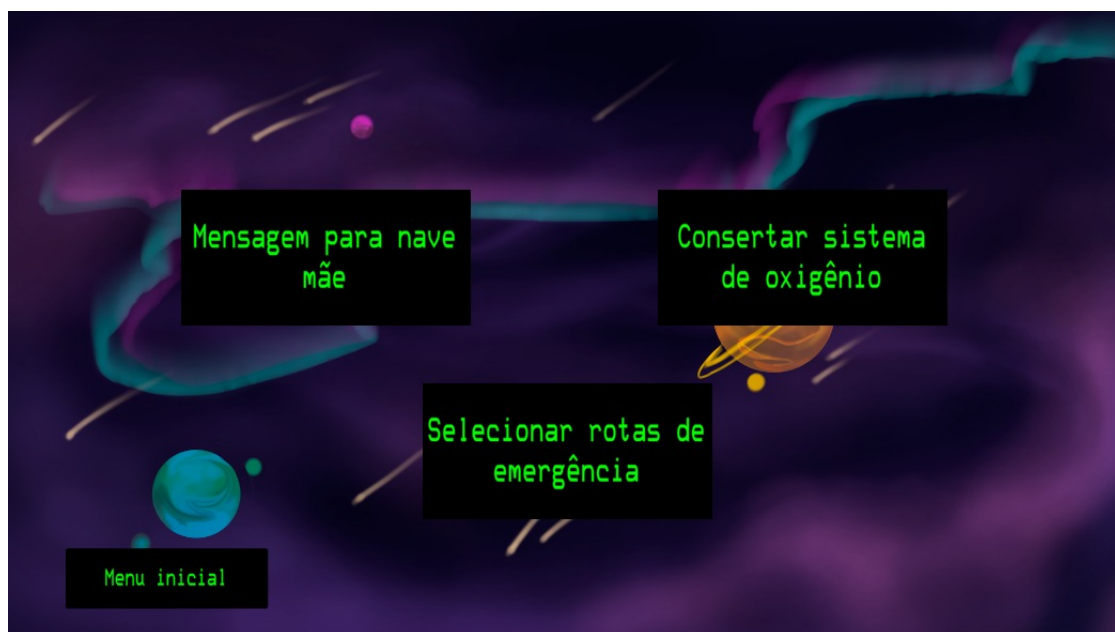 Mensagem para nave
mãe
Consertar sistema
de oxigênio
Selecionar rotas de
emergência
Menu inicial